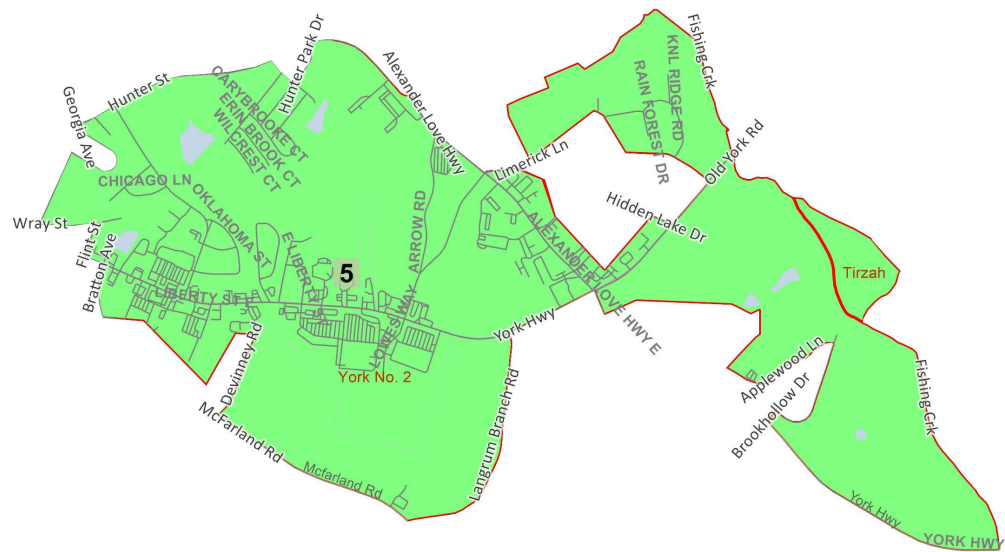 Fishing Crk
Hunter Park Dr
KNL RIDGE RD
RAIN FOREST DR
Alexander Love Hwy
CARYBROOKE CT
ERIN BROOK CT
WILCREST CT
Hunter St
Georgia Ave
Old York Rd
Limerick Ln
CHICAGO LN
OKLAHOMA ST
Hidden Lake Dr
Wray St
Flint St
Bratton Ave
ARROW RD
ALEXANDER LOVE HWY E
E LIBERTY ST
5
Tirzah
LIBERTY ST E
LOWES WAY
York Hwy
Devinney Rd
York No. 2
Applewood Ln
Brookhollow Dr
Fishing Crk
Langrum Branch Rd
McFarland Rd
Mcfarland Rd
York Hwy
YORK HWY